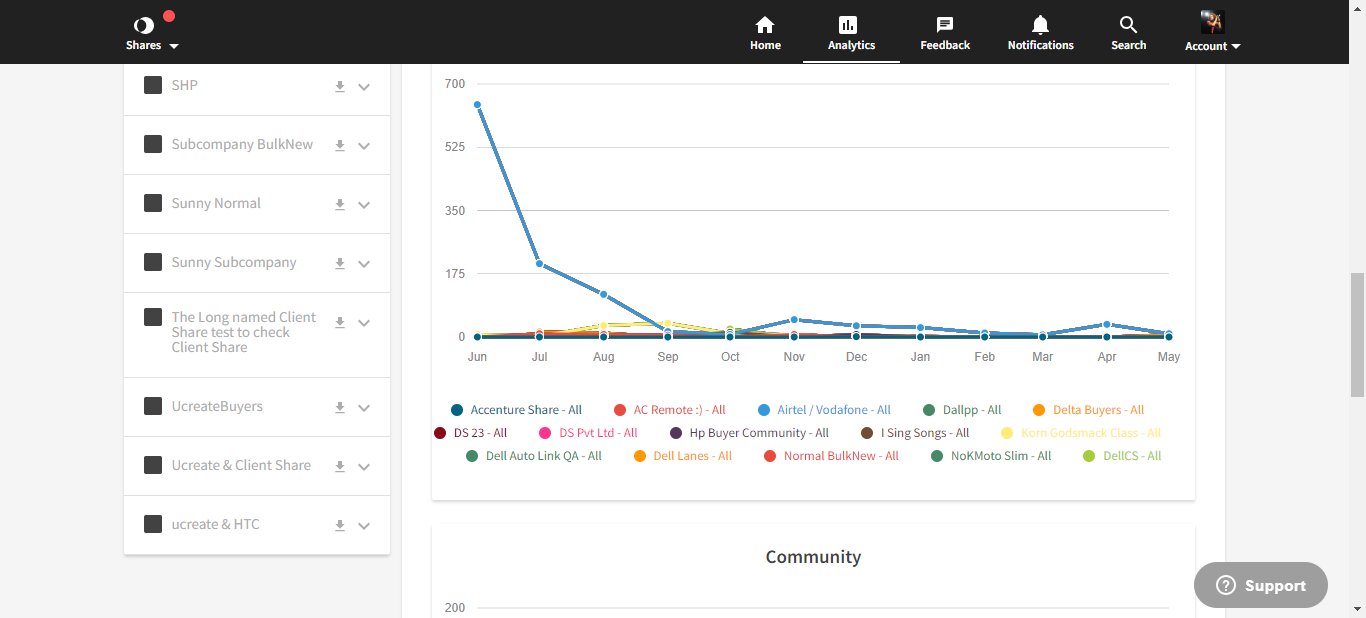 Shares
Home
Analytics
Feedback
Notifications
Search
Account
SHP
Subcompany BulkNew
Sunny Normal
Sunny Subcompany
The Long named Client
Share test to check
Client Share
UcreateBuyers
Ucreate & Client Share
ucreate & HTC
700
525
350
175
0
Jun Jul Aug Sep Oct Nov Dec Jan Feb Mar Apr May
Accenture Share - All AC Remote :) - All Airtel / Vodafone - All Dallpp - All Delta Buyers - All
DS 23 - All DS Pvt Ltd - All Hp Buyer Community - All I Sing Songs - All Korn Godsmack Class - All
Dell Auto Link QA - All Dell Lanes - All Normal BulkNew - All NoKMoto Slim - All DellCS - All
Community
200
Support